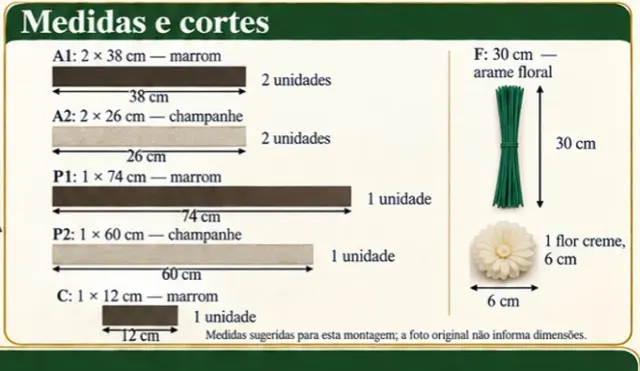 Medidas e cortes
A1: 2 × 38 cm — marrom
2 unidades
38 cm
A2: 2 × 26 cm — champanhe
2 unidades
26 cm
P1: 1 × 74 cm — marrom
1 unidade
74 cm
P2: 1 × 60 cm — champanhe
1 unidade
60 cm
C: 1 × 12 cm — marrom
1 unidade
12 cm
F: 30 cm —
arame floral
30 cm
1 flor creme,
6 cm
6 cm
Medidas sugeridas para esta montagem; a foto original não informa dimensões.